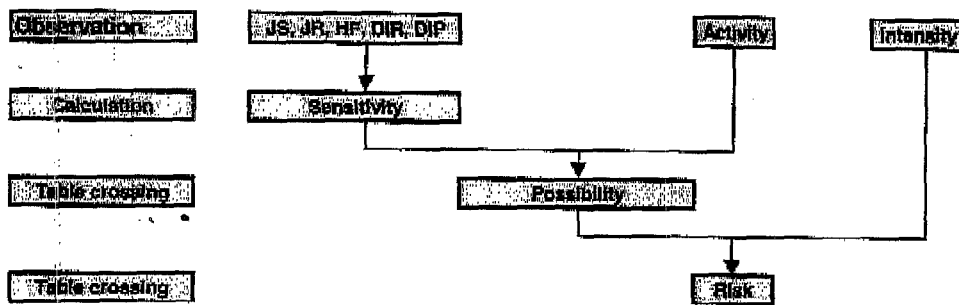 Observation
JS, JR, HF, DIR, DIP
Activity
Intensity
Calculation
Sensitivity
Table crossing
Possibility
Table crossing
Risk